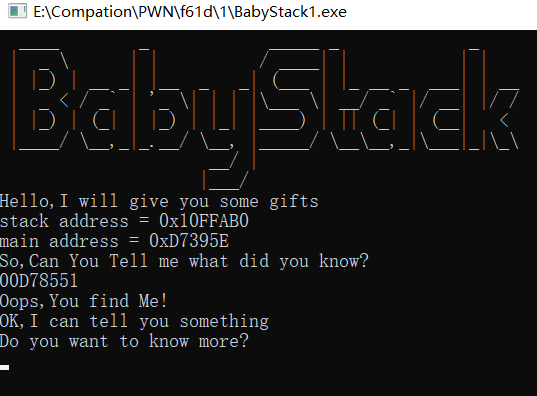 E:\Compation\PWN\f61d\1\BabyStack1.exe
BabyStack
Hello,I will give you some gifts
stack address = 0x10FFAB0
main address = 0xD7395E
So,Can You Tell me what did you know?
00D78551
Oops,You find Me!
OK,I can tell you something
Do you want to know more?